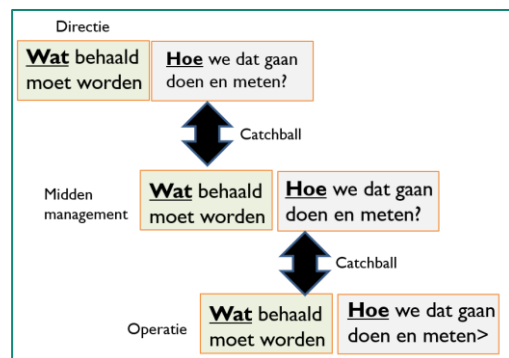 Directie
Wat behaald
moet worden
Hoe we dat gaan
doen en meten?
Catchball
Midden
management
Wat behaald
moet worden
Hoe we dat gaan
doen en meten?
Catchball
Operatie
Wat behaald
moet worden
Hoe we dat gaan
doen en meten>